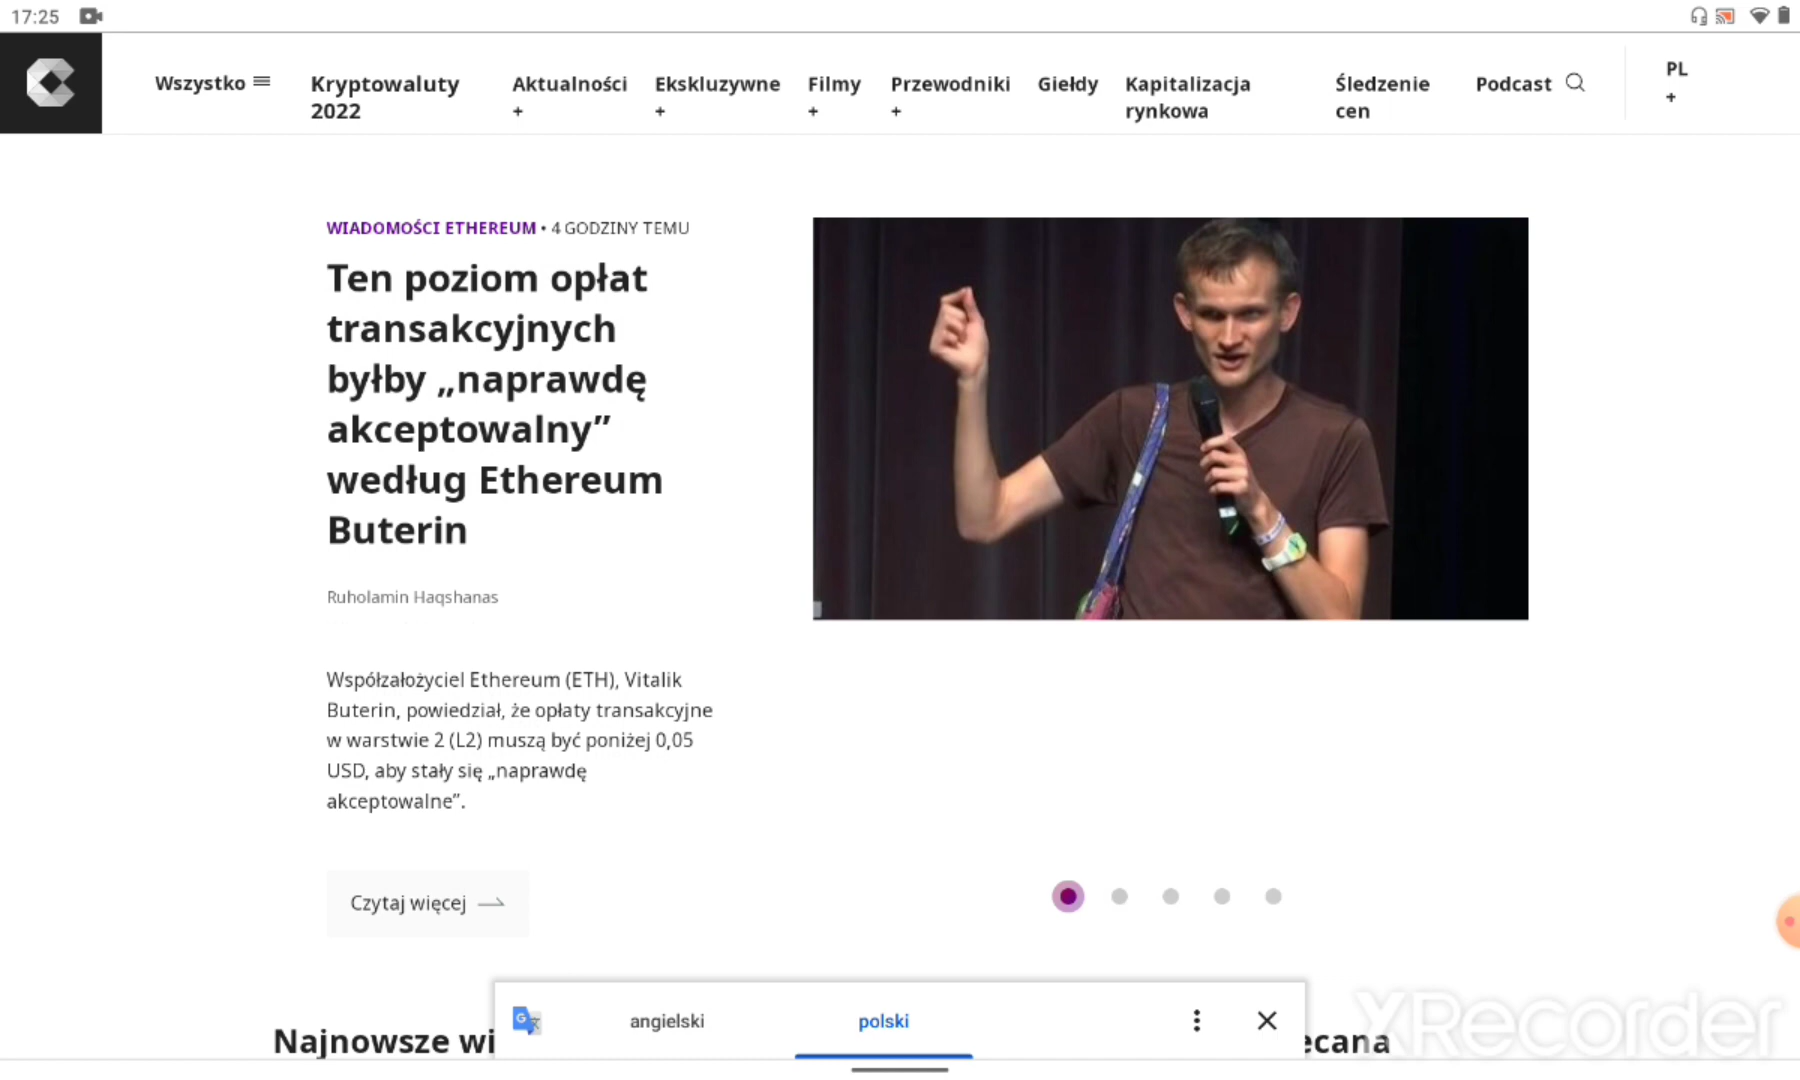 17:25
Wszystko
Kryptowaluty
2022
Aktualności
+
Ekskluzywne
+
Filmy
+
Przewodniki
+
Giełdy
Kapitalizacja
rynkowa
Śledzenie
cen
Podcast
PL
+
WIADOMOŚCI ETHEREUM • 4 GODZINY TEMU
Ten poziom opłat
transakcyjnych
byłby „naprawdę
akceptowalny”
według Ethereum
Buterin
Ruholamin Haqshanas
Współzałożyciel Ethereum (ETH), Vitalik
Buterin, powiedział, że opłaty transakcyjne
w warstwie 2 (L2) muszą być poniżej 0,05
USD, aby stały się „naprawdę
akceptowalne”.
Czytaj więcej
angielski
polski
Najnowsze wi
ecana
XRecorder